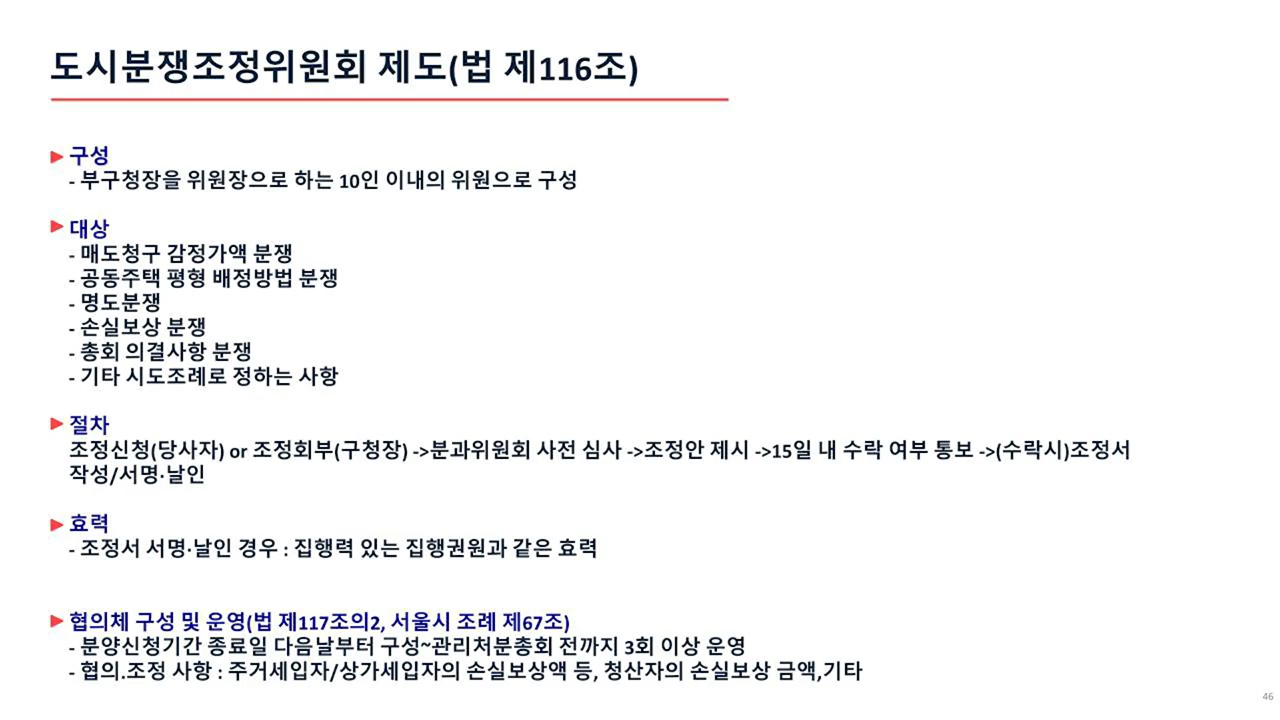 도시분쟁조정위원회 제도(법 제116조)
▶ 구성
- 부구청장을 위원장으로 하는 10인 이내의 위원으로 구성
▶ 대상
- 매도청구 감정가액 분쟁
- 공동주택 평형 배정방법 분쟁
- 명도분쟁
- 손실보상 분쟁
- 총회 의결사항 분쟁
- 기타 시도조례로 정하는 사항
▶ 절차
조정신청(당사자) or 조정회부(구청장) ->분과위원회 사전 심사 ->조정안 제시 ->15일 내 수락 여부 통보 ->(수락시)조정서
작성/서명·날인
▶ 효력
- 조정서 서명·날인 경우 : 집행력 있는 집행권원과 같은 효력
▶ 협의체 구성 및 운영(법 제117조의2, 서울시 조례 제67조)
- 분양신청기간 종료일 다음날부터 구성~관리처분총회 전까지 3회 이상 운영
- 협의.조정 사항 : 주거세입자/상가세입자의 손실보상액 등, 청산자의 손실보상 금액,기타
46